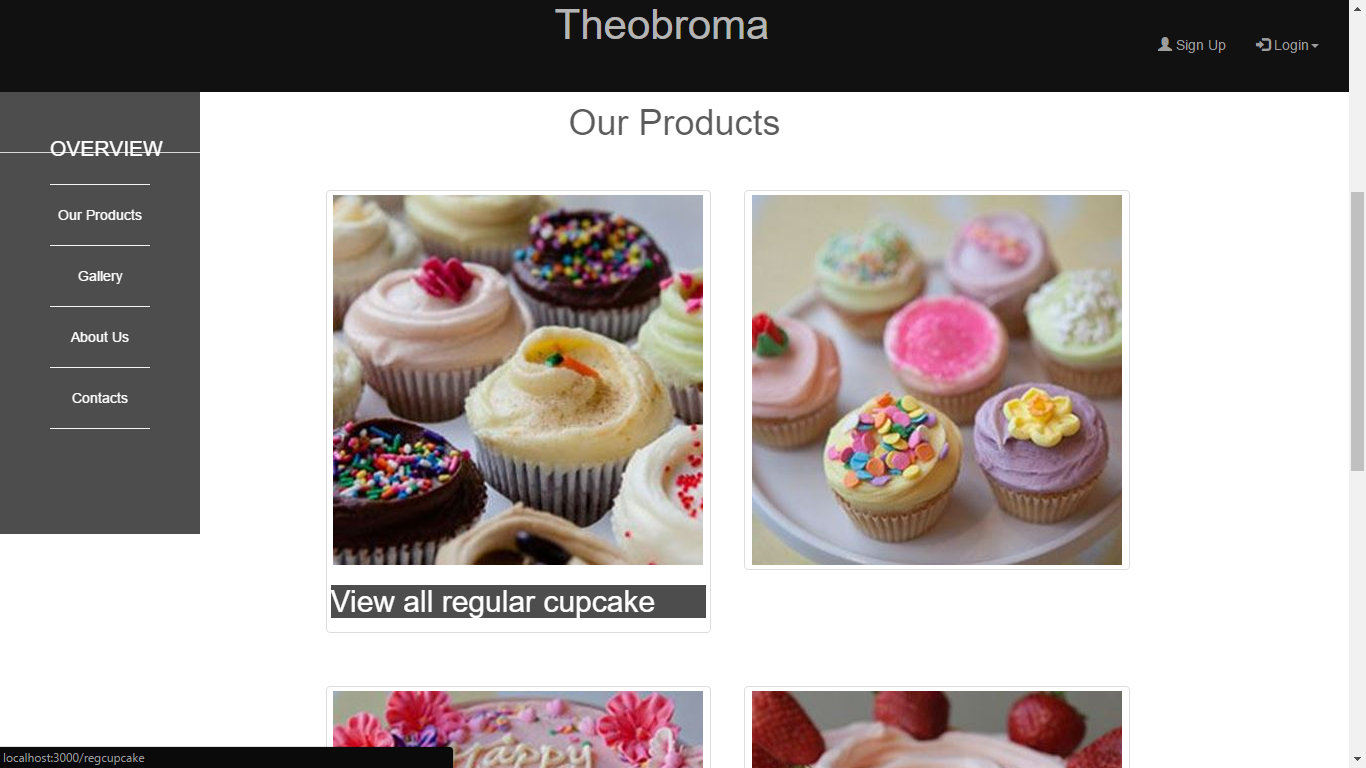 Theobroma
Sign Up
Login
Our Products
OVERVIEW
Our Products
Gallery
About Us
Contacts
View all regular cupcake
Happy
localhost:3000/regcupcake